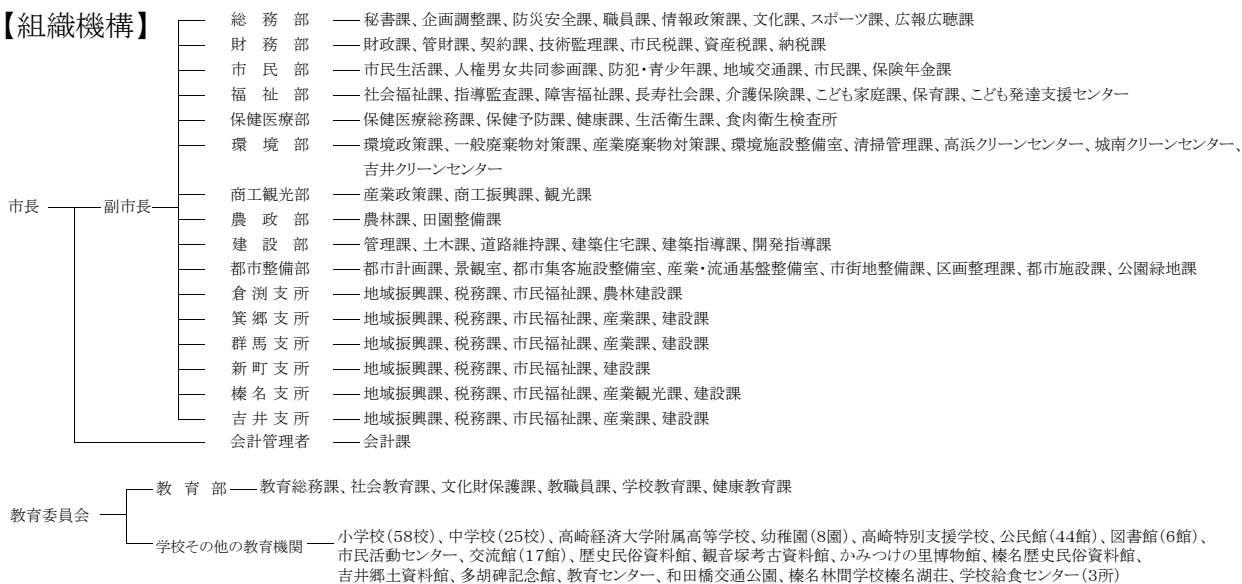 【組織機構】
総務部 秘書課、企画調整課、防災安全課、職員課、情報政策課、文化課、スポーツ課、広報広聴課
財務部 財政課、管財課、契約課、技術監理課、市民税課、資産税課、納税課
市民部 市民生活課、人権男女共同参画課、防犯・青少年課、地域交通課、市民課、保険年金課
福祉部 社会福祉課、指導監査課、障害福祉課、長寿社会課、介護保険課、こども家庭課、保育課、こども発達支援センター
保健医療部 保健医療総務課、保健予防課、健康課、生活衛生課、食肉衛生検査所
環境部 環境政策課、一般廃棄物対策課、産業廃棄物対策課、環境施設整備室、清掃管理課、高浜クリーンセンター、城南クリーンセンター、
吉井クリーンセンター
商工観光部 産業政策課、商工振興課、観光課
市長 副市長
農政部 農林課、田園整備課
建設部 管理課、土木課、道路維持課、建築住宅課、建築指導課、開発指導課
都市整備部 都市計画課、景観室、都市集客施設整備室、産業・流通基盤整備室、市街地整備課、区画整理課、都市施設課、公園緑地課
倉渕支所 地域振興課、税務課、市民福祉課、農林建設課
箕郷支所 地域振興課、税務課、市民福祉課、産業課、建設課
群馬支所 地域振興課、税務課、市民福祉課、産業課、建設課
新町支所 地域振興課、税務課、市民福祉課、建設課
榛名支所 地域振興課、税務課、市民福祉課、産業観光課、建設課
吉井支所 地域振興課、税務課、市民福祉課、産業課、建設課
会計管理者 会計課
教育部 教育総務課、社会教育課、文化財保護課、教職員課、学校教育課、健康教育課
教育委員会
学校その他の教育機関 小学校(58校)、中学校(25校)、高崎経済大学附属高等学校、幼稚園(8園)、高崎特別支援学校、公民館(44館)、図書館(6館)、
市民活動センター、交流館(17館)、歴史民俗資料館、観音塚考古資料館、かみつけの里博物館、榛名歴史民俗資料館、
吉井郷土資料館、多胡碑記念館、教育センター、和田橋交通公園、榛名林間学校榛名湖荘、学校給食センター(3所)